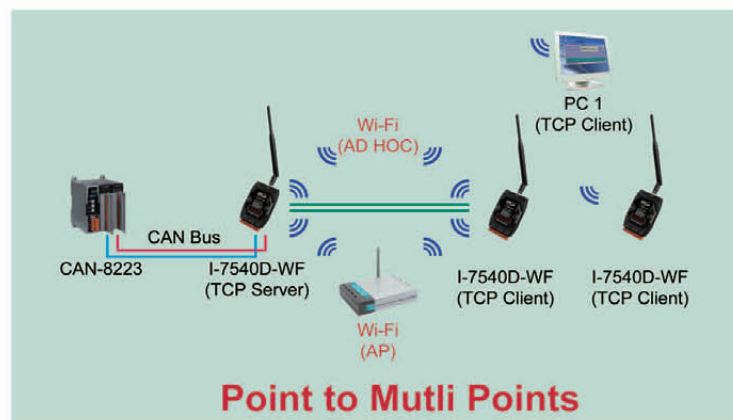 PC 1
(TCP Client)
Wi-Fi
(AD HOC)
CAN Bus
CAN-8223
I-7540D-WF
(TCP Server)
I-7540D-WF
(TCP Client)
I-7540D-WF
(TCP Client)
Wi-Fi
(AP)
Point to Mutli Points